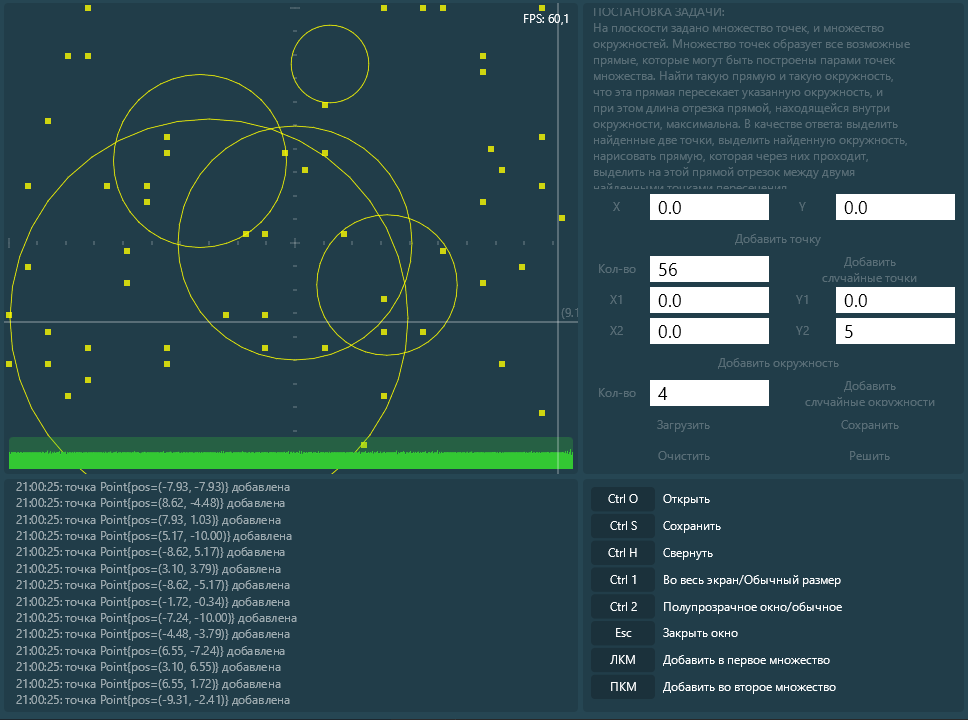 FPS: 60,1
(9.1
ПОСТАНОВКА ЗАДАЧИ:
На плоскости задано множество точек, и множество
окружностей. Множество точек образует все возможные
прямые, которые могут быть построены парами точек
множества. Найти такую прямую и такую окружность,
что эта прямая пересекает указанную окружность, и
при этом длина отрезка прямой, находящейся внутри
окружности, максимальна. В качестве ответа: выделить
найденные две точки, выделить найденную окружность,
нарисовать прямую, которая через них проходит,
выделить на этой прямой отрезок между двумя
найденными точками пересечения.
X 0.0 Y 0.0
Добавить точку
Кол-во 56 Добавить
случайные точки
X1 0.0 Y1 0.0
X2 0.0 Y2 5
Добавить окружность
Кол-во 4 Добавить
случайные окружности
Загрузить Сохранить
Очистить Решить
21:00:25: точка Point{pos=(-7.93, -7.93)} добавлена
21:00:25: точка Point{pos=(8.62, -4.48)} добавлена
21:00:25: точка Point{pos=(7.93, 1.03)} добавлена
21:00:25: точка Point{pos=(5.17, -10.00)} добавлена
21:00:25: точка Point{pos=(-8.62, 5.17)} добавлена
21:00:25: точка Point{pos=(3.10, 3.79)} добавлена
21:00:25: точка Point{pos=(-8.62, -5.17)} добавлена
21:00:25: точка Point{pos=(-1.72, -0.34)} добавлена
21:00:25: точка Point{pos=(-7.24, -10.00)} добавлена
21:00:25: точка Point{pos=(-4.48, -3.79)} добавлена
21:00:25: точка Point{pos=(6.55, -7.24)} добавлена
21:00:25: точка Point{pos=(3.10, 6.55)} добавлена
21:00:25: точка Point{pos=(6.55, 1.72)} добавлена
21:00:25: точка Point{pos=(-9.31, -2.41)} добавлена
Ctrl O Открыть
Ctrl S Сохранить
Ctrl H Свернуть
Ctrl 1 Во весь экран/Обычный размер
Ctrl 2 Полупрозрачное окно/обычное
Esc Закрыть окно
ЛКМ Добавить в первое множество
ПКМ Добавить во второе множество